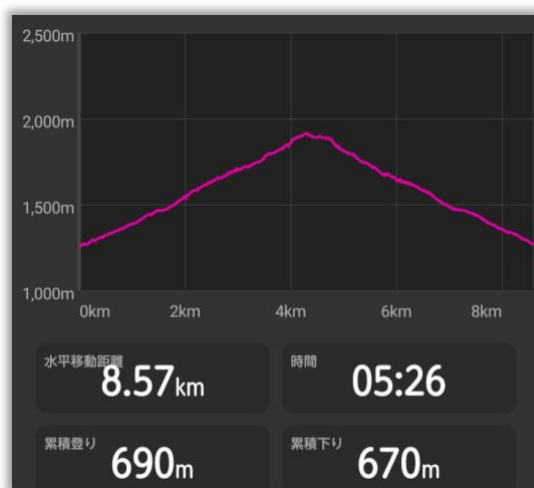 2,500m
2,000m
1,500m
1,000m
0km 2km 4km 6km 8km
水平移動距離 時間
8.57km 05:26
累積登り 累積下り
690m 670m